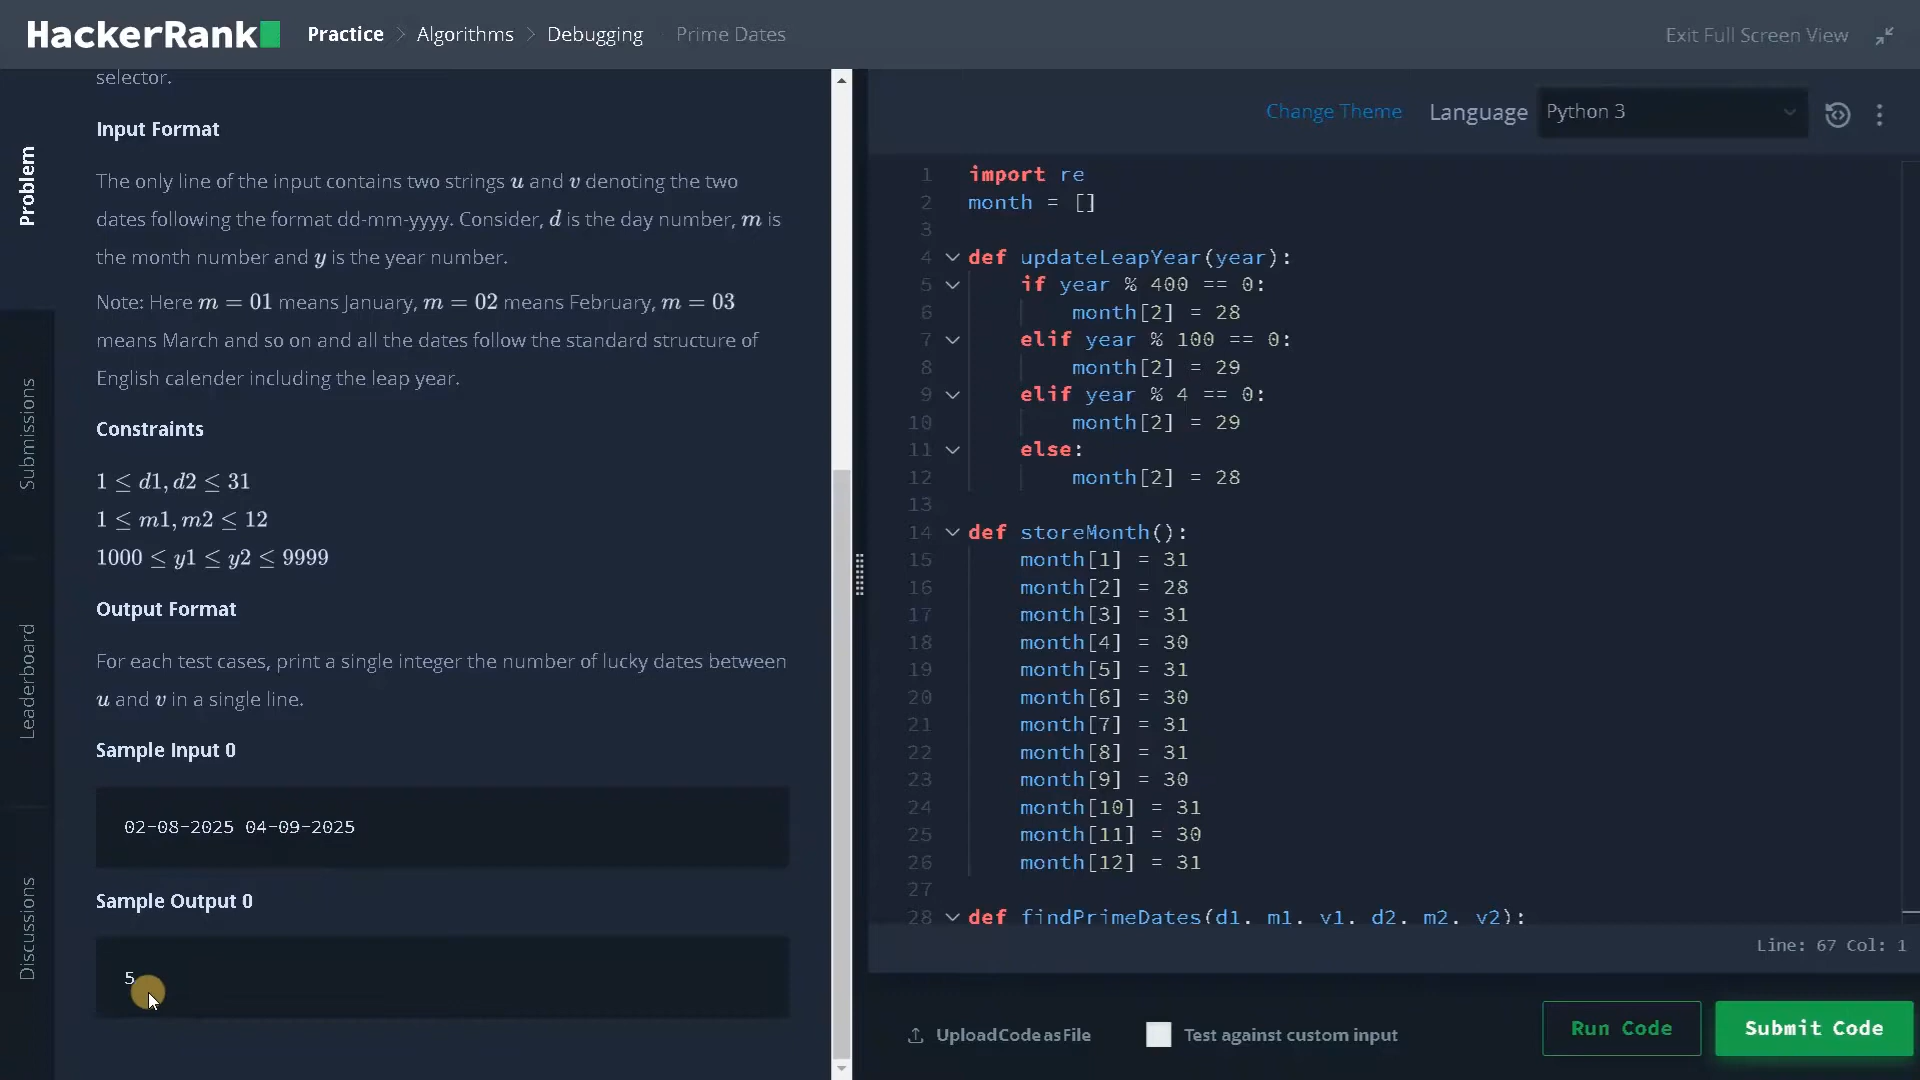 HackerRank Practice > Algorithms > Debugging Prime Dates Exit Full Screen View
selector.
Problem
Submissions
Leaderboard
Discussions
Input Format
The only line of the input contains two strings u and v denoting the two
dates following the format dd-mm-yyyy. Consider, d is the day number, m is
the month number and y is the year number.
Note: Here m = 01 means January, m = 02 means February, m = 03
means March and so on and all the dates follow the standard structure of
English calender including the leap year.
Constraints
1 ≤ d1, d2 ≤ 31
1 ≤ m1, m2 ≤ 12
1000 ≤ y1 ≤ y2 ≤ 9999
Output Format
For each test cases, print a single integer the number of lucky dates between
u and v in a single line.
Sample Input 0
02-08-2025 04-09-2025
Sample Output 0
5
Change Theme Language Python 3
1 import re
2 month = []
3
4 def updateLeapYear(year):
5 if year % 400 == 0:
6 month[2] = 28
7 elif year % 100 == 0:
8 month[2] = 29
9 elif year % 4 == 0:
10 month[2] = 29
11 else:
12 month[2] = 28
13
14 def storeMonth():
15 month[1] = 31
16 month[2] = 28
17 month[3] = 31
18 month[4] = 30
19 month[5] = 31
20 month[6] = 30
21 month[7] = 31
22 month[8] = 31
23 month[9] = 30
24 month[10] = 31
25 month[11] = 30
26 month[12] = 31
27
28 def findPrimeDates(d1, m1, y1, d2, m2, y2):
Line: 67 Col: 1
Upload Code as File Test against custom input Run Code Submit Code